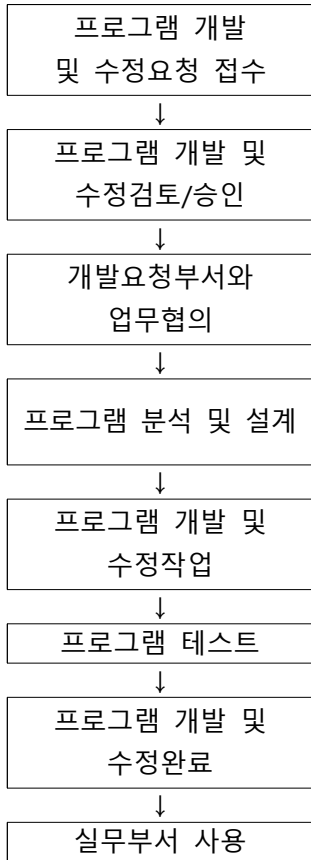 프로그램 개발
및 수정요청 접수
↓
프로그램 개발 및
수정검토/승인
↓
개발요청부서와
업무협의
↓
프로그램 분석 및 설계
↓
프로그램 개발 및
수정작업
↓
프로그램 테스트
↓
프로그램 개발 및
수정완료
↓
실무부서 사용